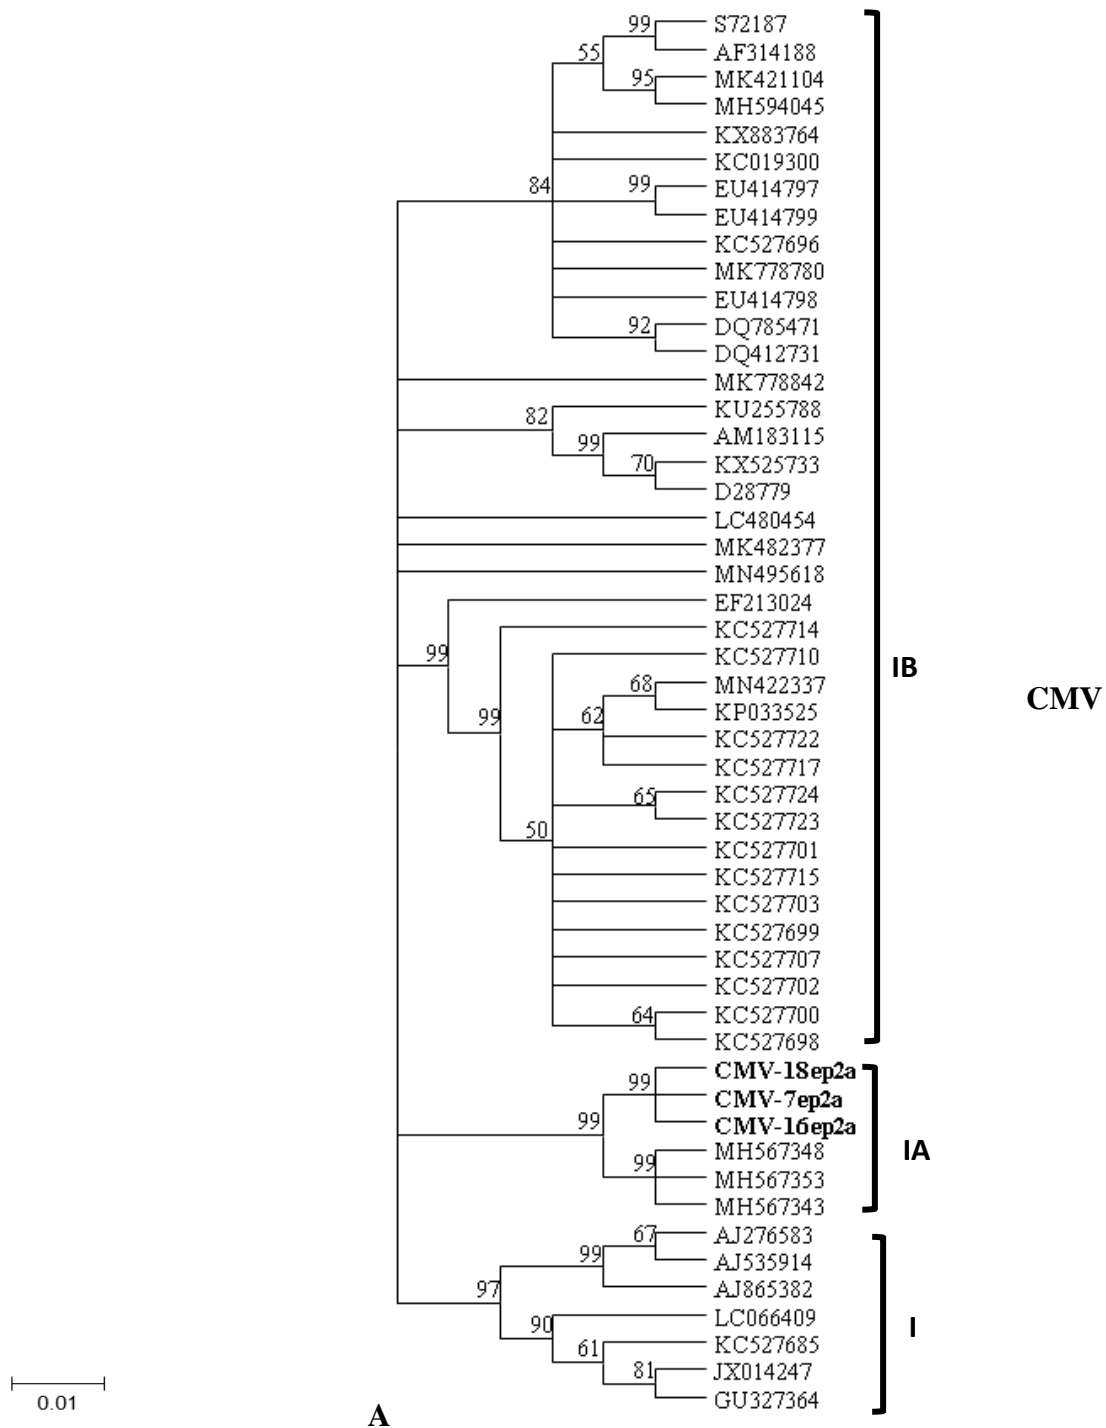 99 S72187
AF314188
55
95 MK421104
MH594045
KX883764
KC019300
84
99 EU414797
EU414799
KC527696
MK778780
EU414798
92 DQ785471
DQ412731
MK778842
82 KU255788
99 AM183115
70 KX525733
D28779
LC480454
MK482377
MN495618
EF213024
99 KC527714
KC527710
IB
68 MN422337
CMV
99 62 KP033525
KC527722
KC527717
65 KC527724
KC527723
50
KC527701
KC527715
KC527703
KC527699
KC527707
KC527702
64 KC527700
KC527698
99 CMV-18ep2a
CMV-7ep2a
99 CMV-16ep2a
MH567348
IA
99 MH567353
MH567343
67 AJ276583
99 AJ535914
97 AJ865382
90 LC066409
I
61 KC527685
81 JX014247
GU327364
0.01
A